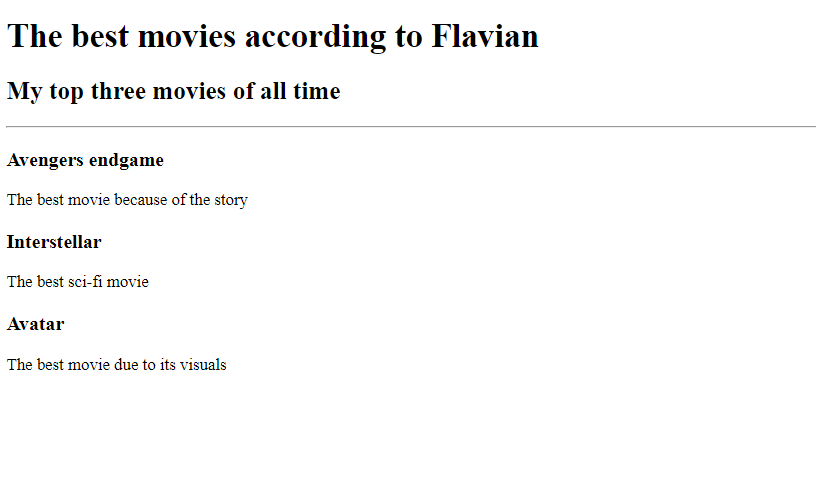 The best movies according to Flavian
My top three movies of all time
Avengers endgame
The best movie because of the story
Interstellar
The best sci-fi movie
Avatar
The best movie due to its visuals